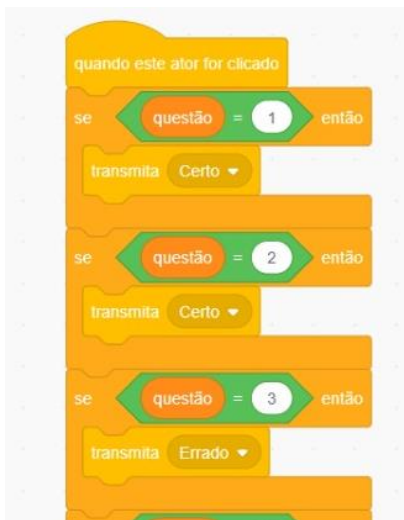 quando este ator for clicado
se questão = 1 então
transmita Certo
se questão = 2 então
transmita Certo
se questão = 3 então
transmita Errado